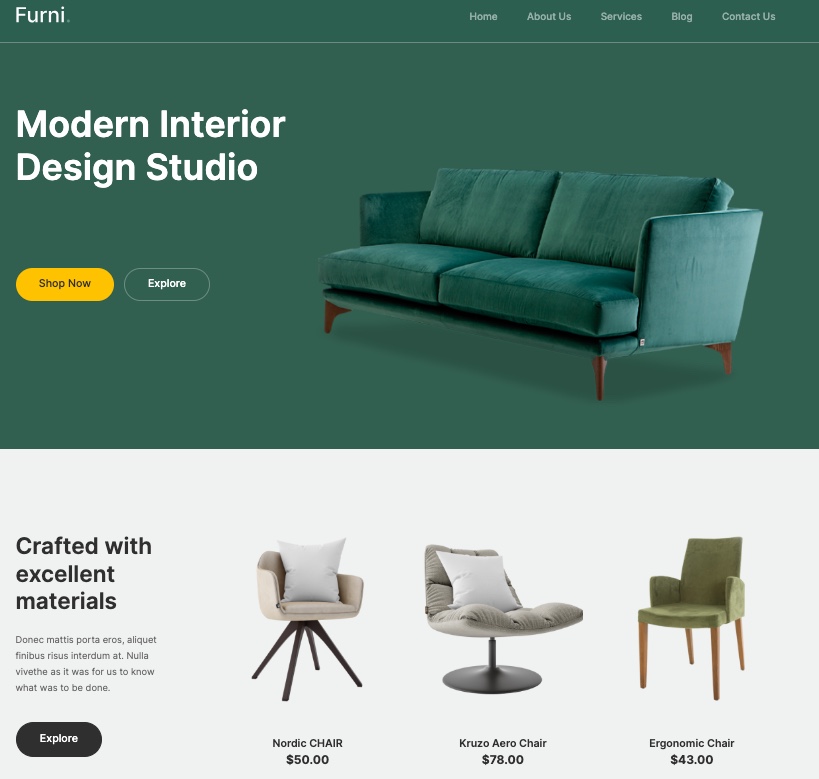 Furni.
Home About Us Services Blog Contact Us
Modern Interior
Design Studio
Shop Now Explore
Crafted with
excellent
materials
Donec mattis porta eros, aliquet
finibus risus interdum at. Nulla
vivethe as it was for us to know
what was to be done.
Explore
Nordic CHAIR
$50.00
Kruzo Aero Chair
$78.00
Ergonomic Chair
$43.00